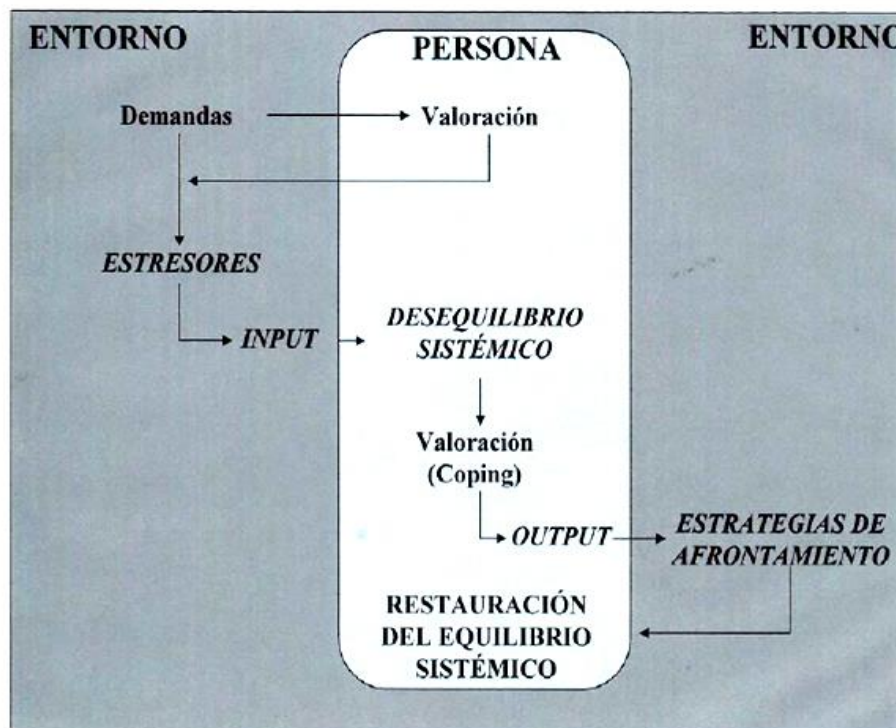 ENTORNO
PERSONA
ENTORNO
Demandas
Valoración
ESTRESORES
INPUT
DESEQUILIBRIO
SISTÉMICO
Valoración
(Coping)
OUTPUT
ESTRATEGIAS DE
AFRONTAMIENTO
RESTAURACIÓN
DEL EQUILIBRIO
SISTÉMICO